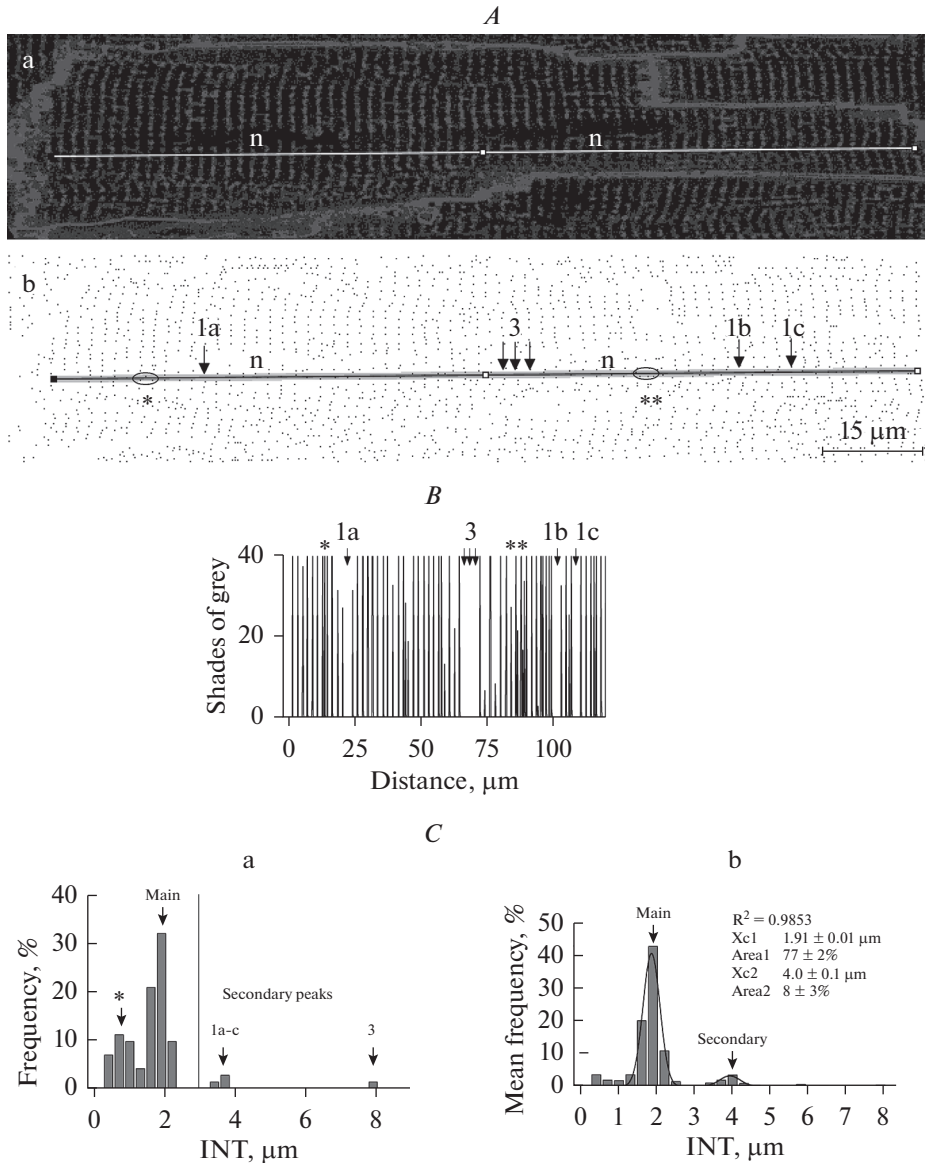 A
a
n n
b
1a 3 1b 1c
n n
* **
15 μm
B
* 1a 3 ** 1b 1c
Shades of grey
40
20
0
0 25 50 75 100
Distance, μm
C
a
Frequency, %
40
30
20
10
0
Main
*
Secondary peaks
1a-c 3
0 2 4 6 8
INT, μm
b
Mean frequency, %
50
40
30
20
10
0
Main
R² = 0.9853
Xc1 1.91 ± 0.01 μm
Area1 77 ± 2%
Xc2 4.0 ± 0.1 μm
Area2 8 ± 3%
Secondary
0 1 2 3 4 5 6 7 8
INT, μm